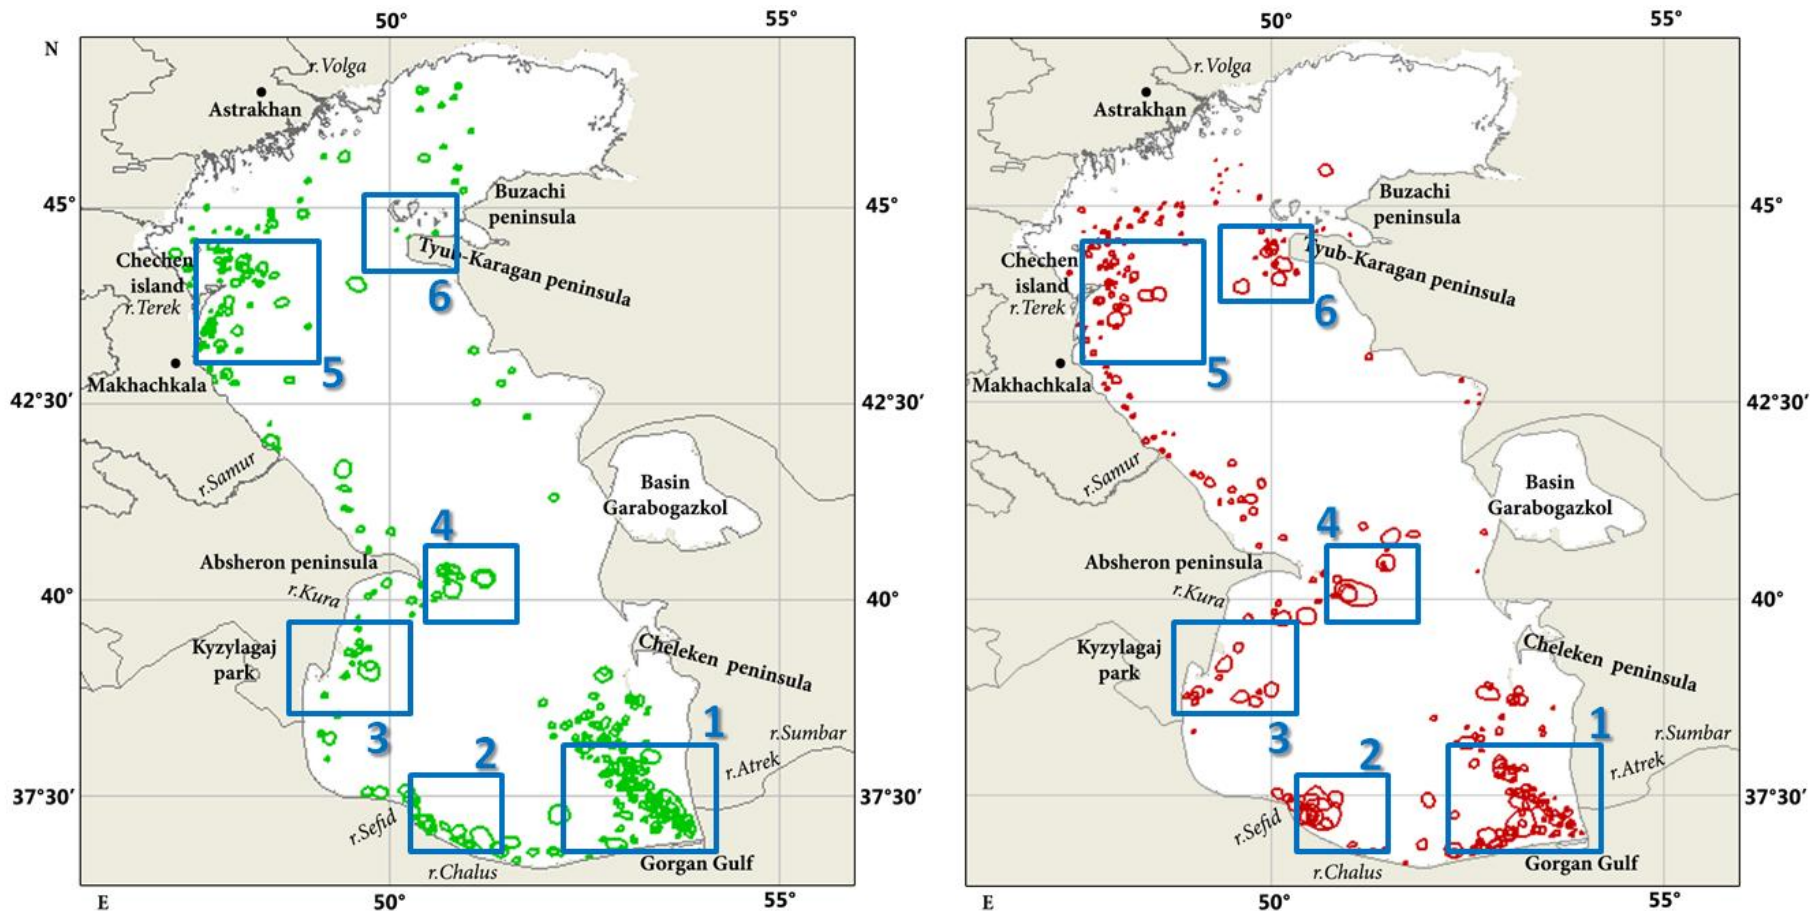 50°
55°
N
r.Volga
Astrakhan
45°
Buzachi
peninsula
Chechen
island
r.Terek
Tyub-Karagan peninsula
6
5
Makhachkala
42°30′
r.Samur
Basin
Garabogazkol
4
Absheron peninsula
r.Kura
40°
Kyzylagaj
park
Cheleken peninsula
3
2
1
r.Sumbar
r.Atrek
37°30′
r.Sefid
Gorgan Gulf
r.Chalus
E
50°
55°
50°
55°
r.Volga
Astrakhan
45°
45°
Buzachi
peninsula
Chechen
island
r.Terek
Tyub-Karagan peninsula
6
5
Makhachkala
42°30′
42°30′
r.Samur
Basin
Garabogazkol
4
Absheron peninsula
r.Kura
40°
40°
Kyzylagaj
park
Cheleken peninsula
3
2
1
r.Sumbar
r.Atrek
37°30′
37°30′
r.Sefid
Gorgan Gulf
r.Chalus
E
50°
55°